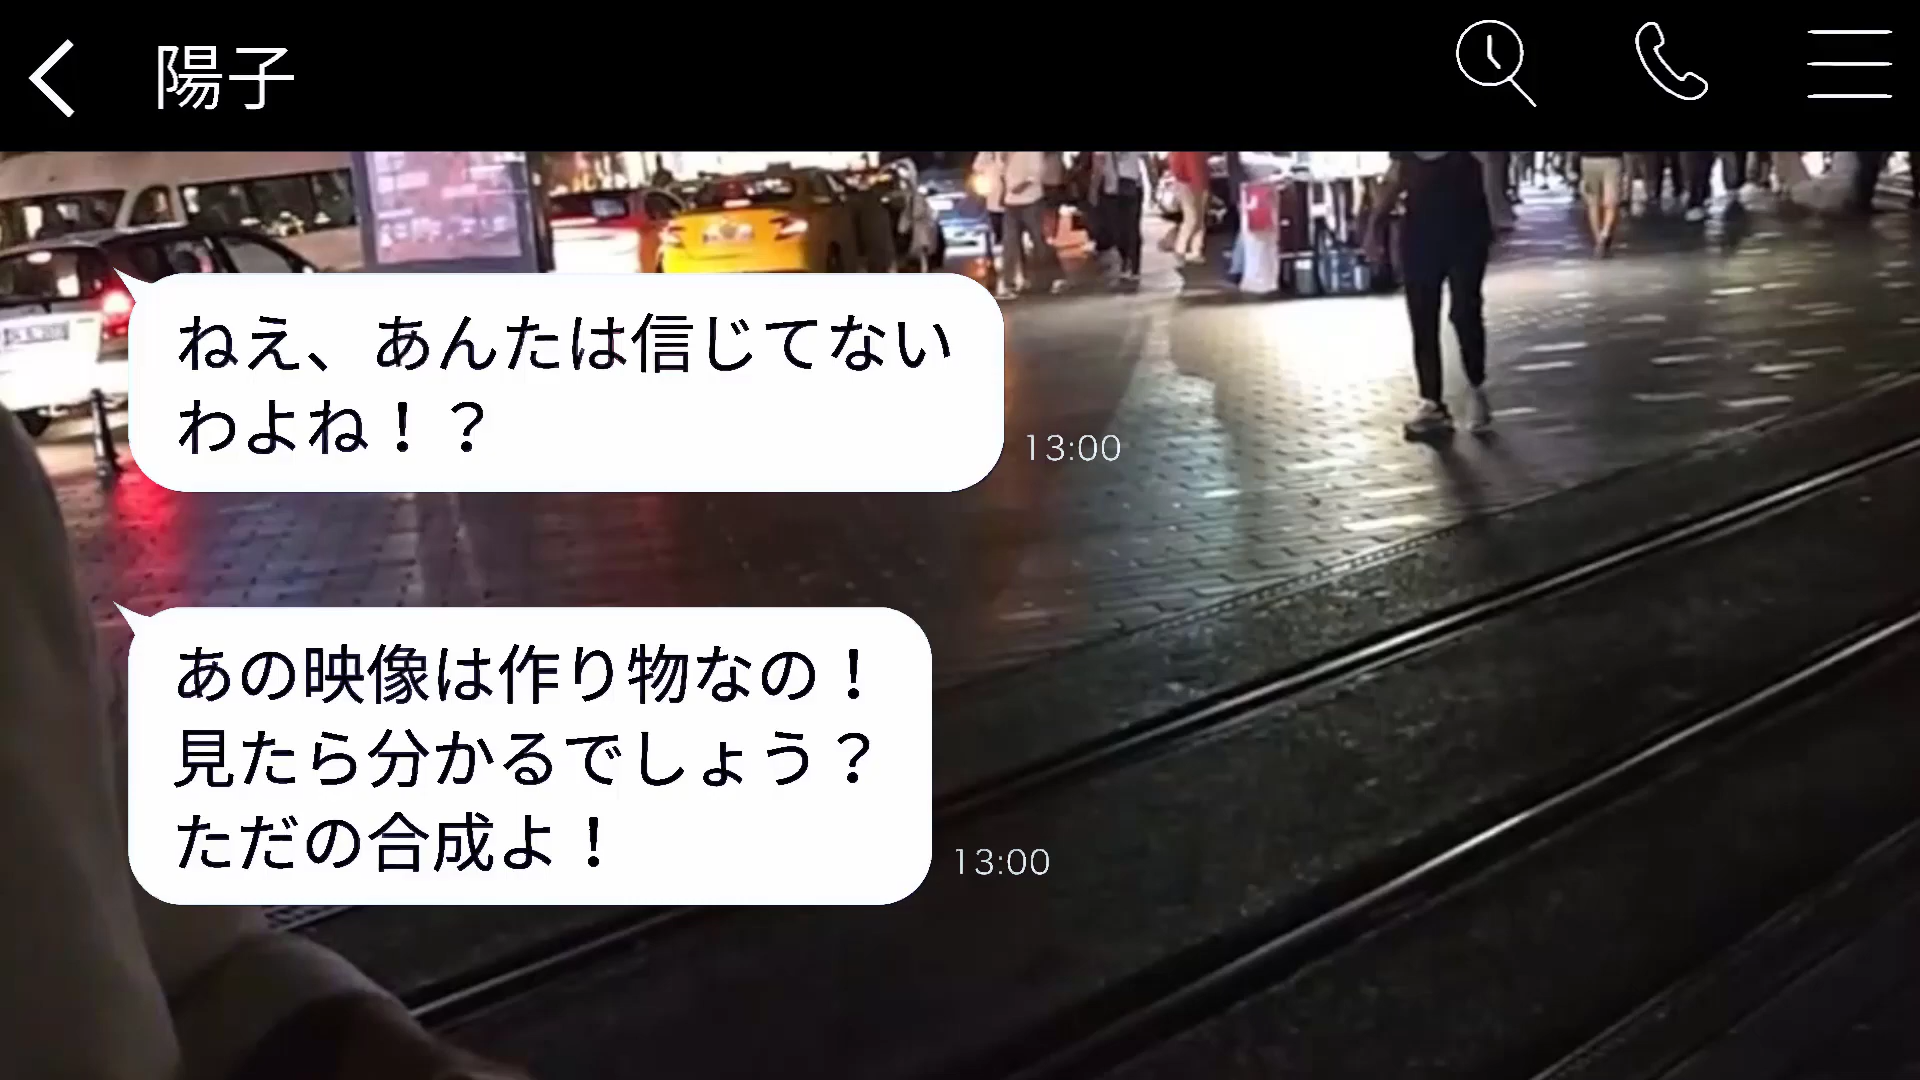 陽子
ねえ、あんたは信じてない
わよね！？
13:00
あの映像は作り物なの！
見たら分かるでしょう？
ただの合成よ！
13:00